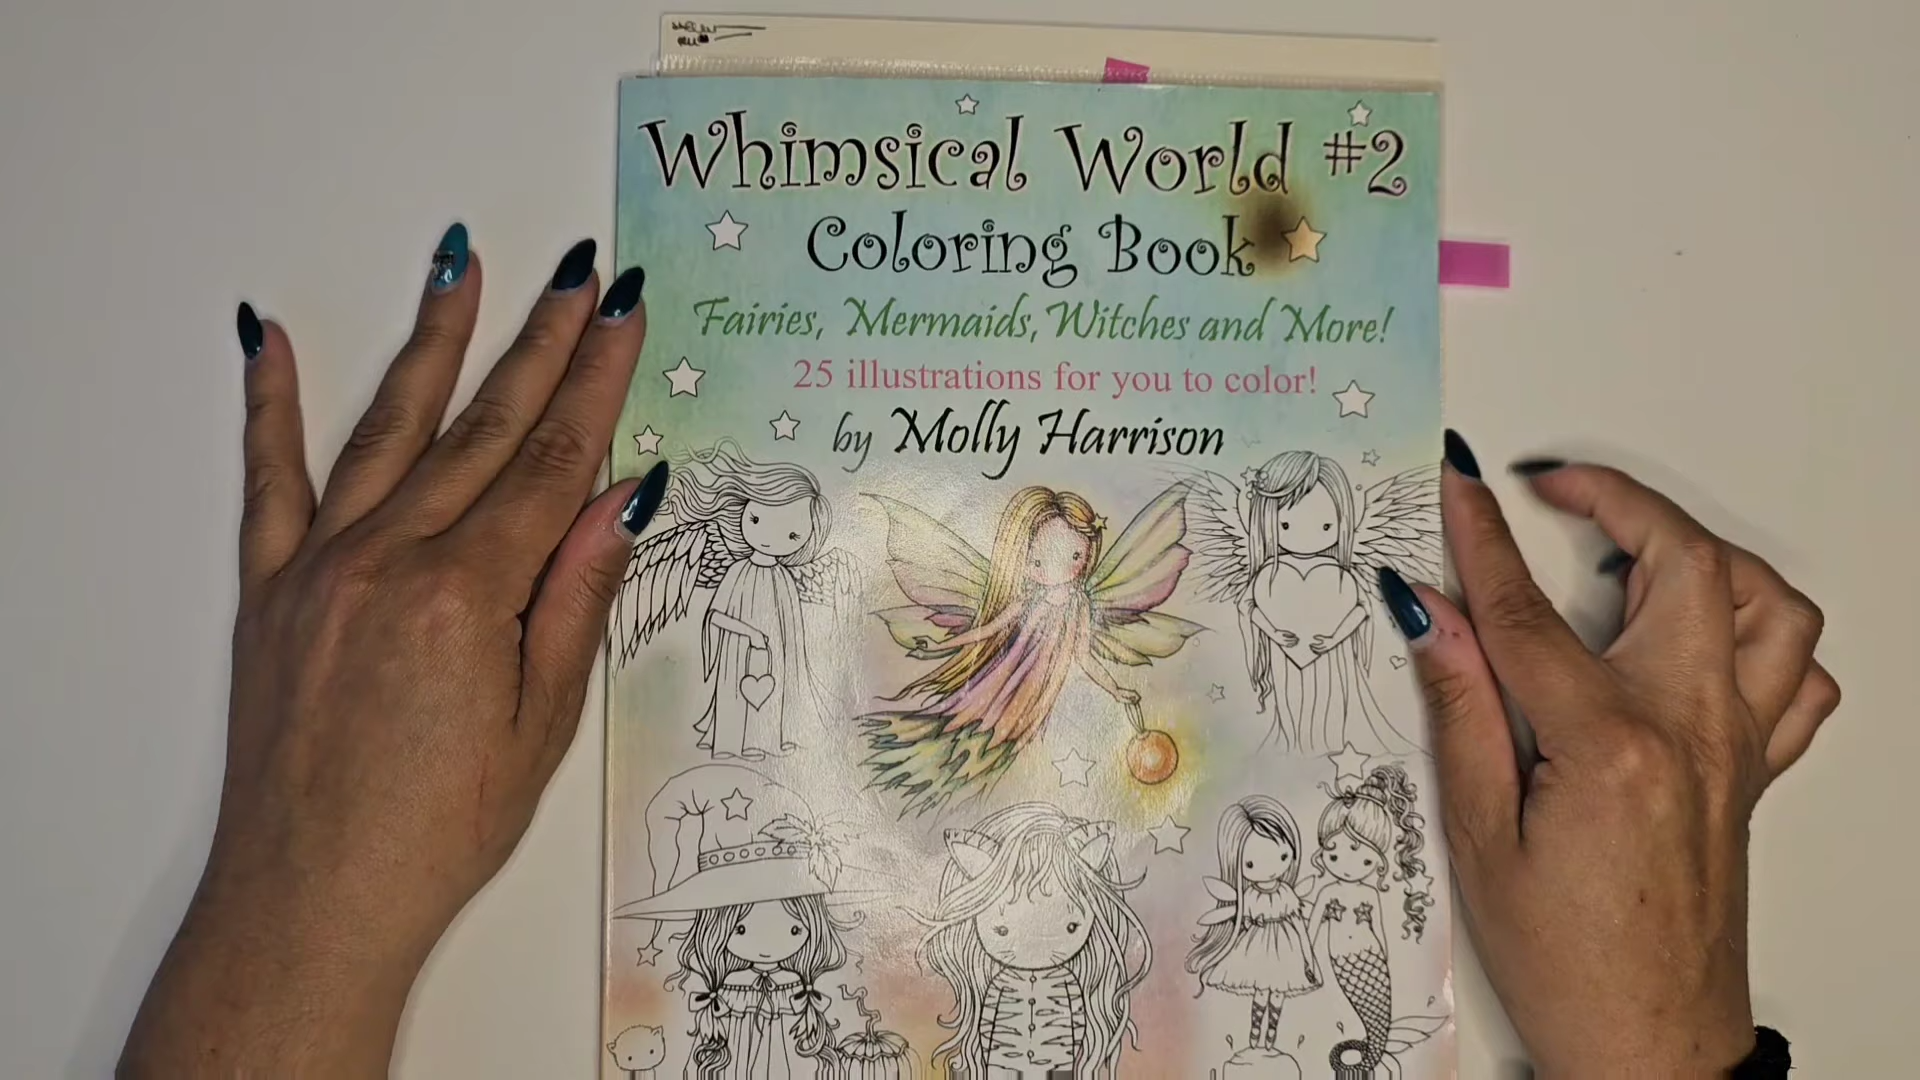 Whimsical World #2
Coloring Book
Fairies, Mermaids, Witches and More!
25 illustrations for you to color!
by Molly Harrison